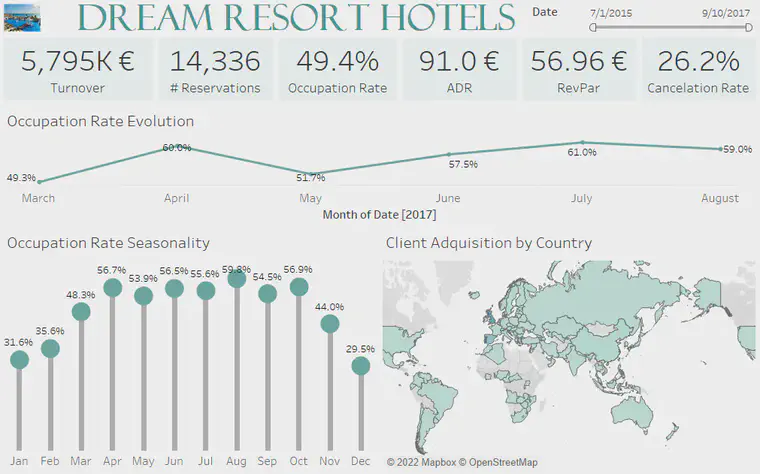 DREAM RESORT HOTELS
Date
7/1/2015 9/10/2017
5,795K € 14,336 49.4% 91.0 € 56.96 € 26.2%
Turnover # Reservations Occupation Rate ADR RevPar Cancelation Rate
Occupation Rate Evolution
49.3% 60.0% 51.7% 57.5% 61.0% 59.0%
March April May June July August
Month of Date [2017]
Occupation Rate Seasonality
31.6% 35.6% 48.3% 56.7% 53.9% 56.5% 55.6% 59.8% 54.5% 56.9% 44.0% 29.5%
Jan Feb Mar Apr May Jun Jul Aug Sep Oct Nov Dec
Client Adquisition by Country
© 2022 Mapbox © OpenStreetMap